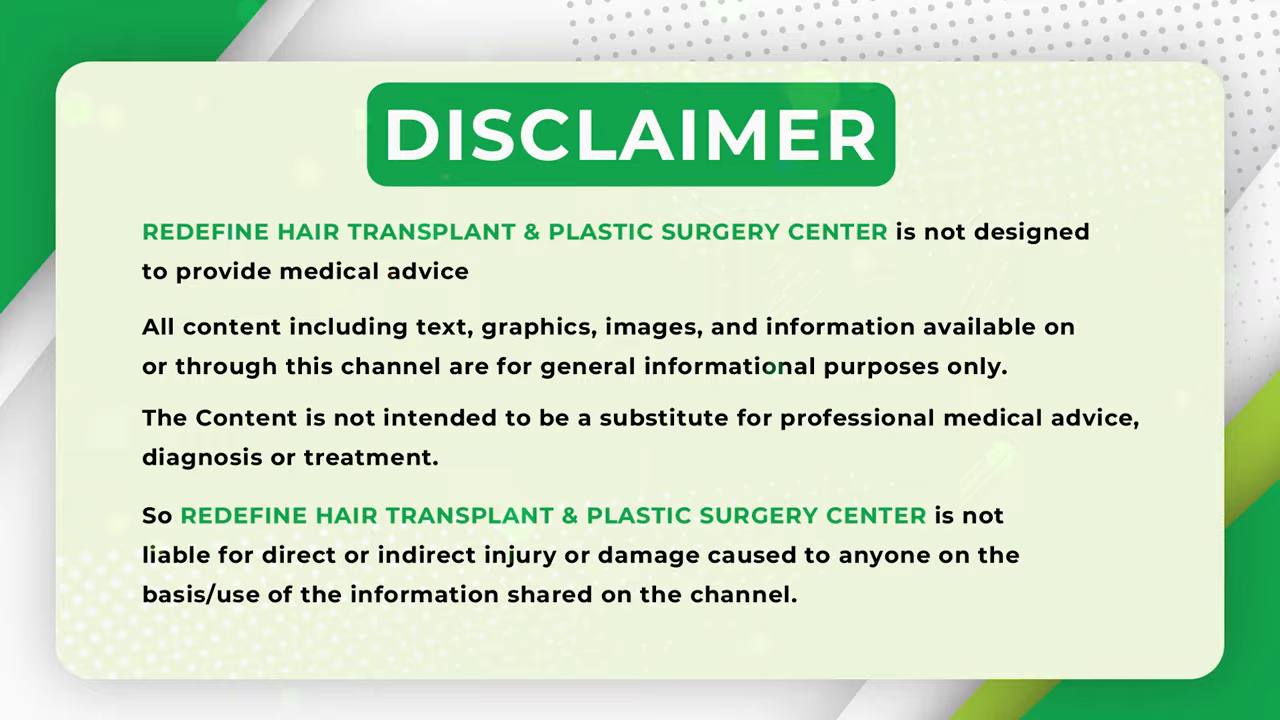 DISCLAIMER
REDEFINE HAIR TRANSPLANT & PLASTIC SURGERY CENTER is not designed
to provide medical advice
All content including text, graphics, images, and information available on
or through this channel are for general informational purposes only.
The Content is not intended to be a substitute for professional medical advice,
diagnosis or treatment.
So REDEFINE HAIR TRANSPLANT & PLASTIC SURGERY CENTER is not
liable for direct or indirect injury or damage caused to anyone on the
basis/use of the information shared on the channel.